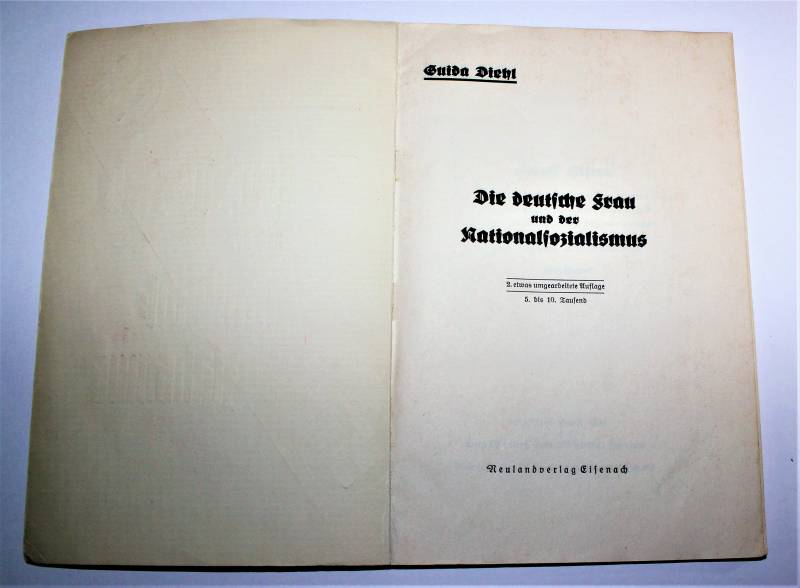 Guida Diehl
Die deutſche Frau
und der
Nationalſozialismus
2. etwas umgearbeitete Auflage
5. bis 10. Tauſend
Neulandverlag Eiſenach